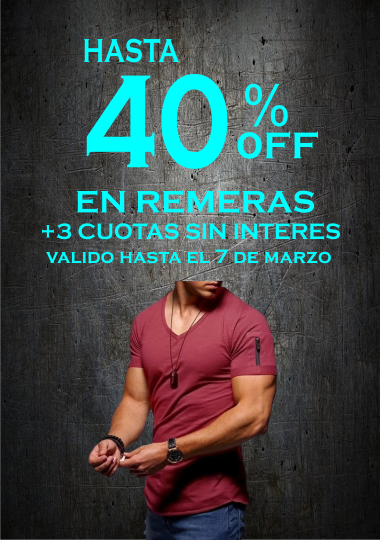 HASTA
40%
OFF
EN REMERAS
+3 CUOTAS SIN INTERES
VALIDO HASTA EL 7 DE MARZO